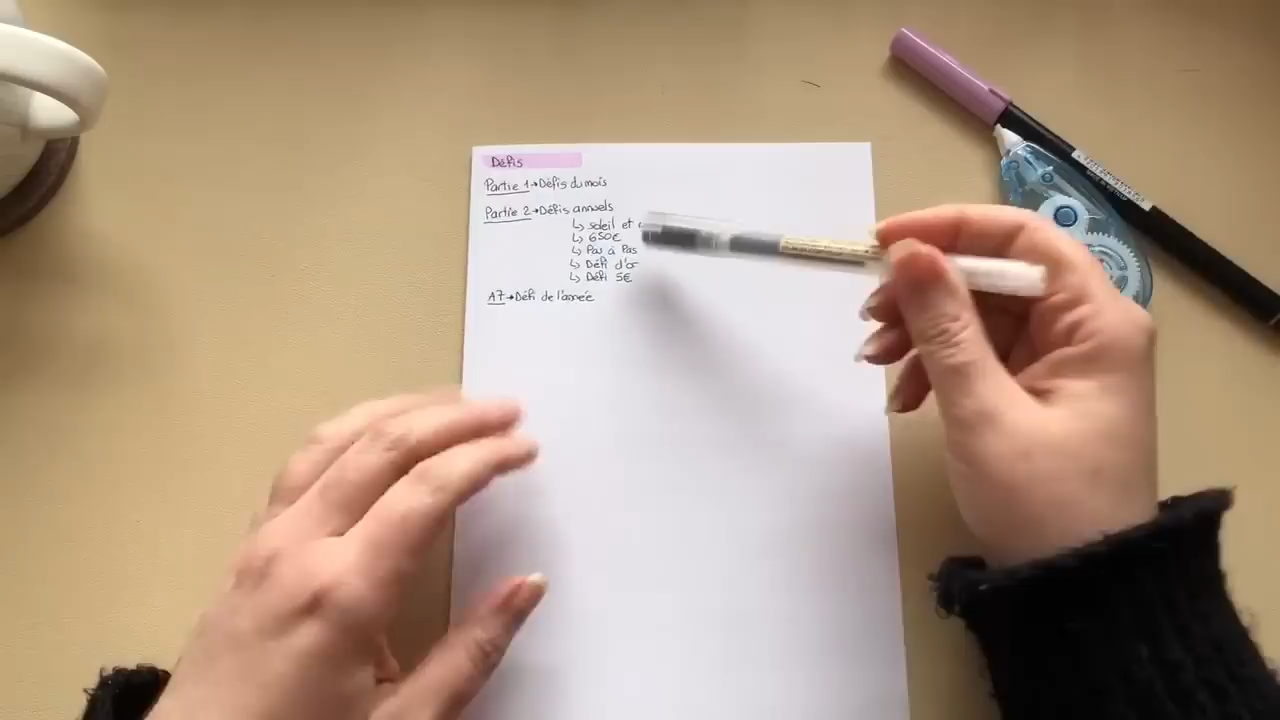 Défis
Partie 1→Défis du mois
Partie 2→Défis annuels
↳ soleil et
↳ 650€
↳ Pas à Pas
↳ Défi d'or
↳ Défi 5€
A7→Défi de l'année